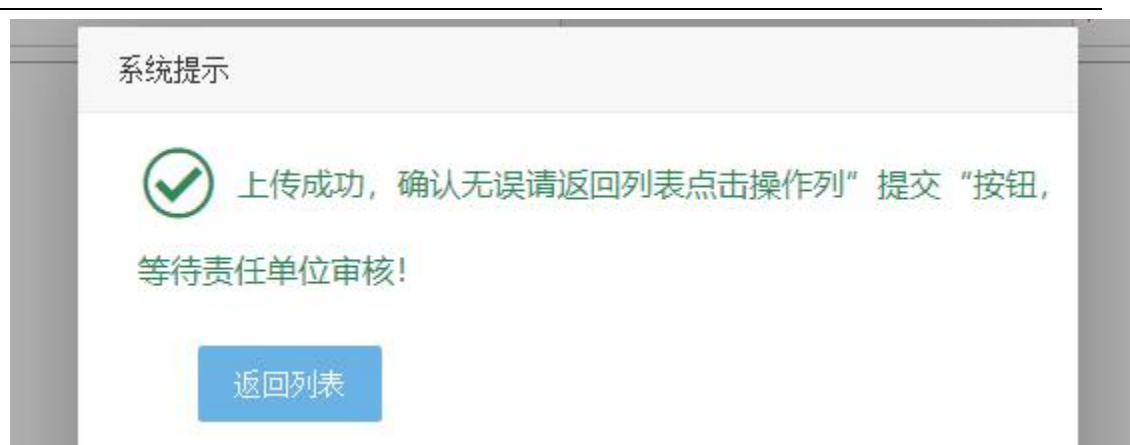 系统提示
上传成功，确认无误请返回列表点击操作列”提交“按钮，
等待责任单位审核！
返回列表